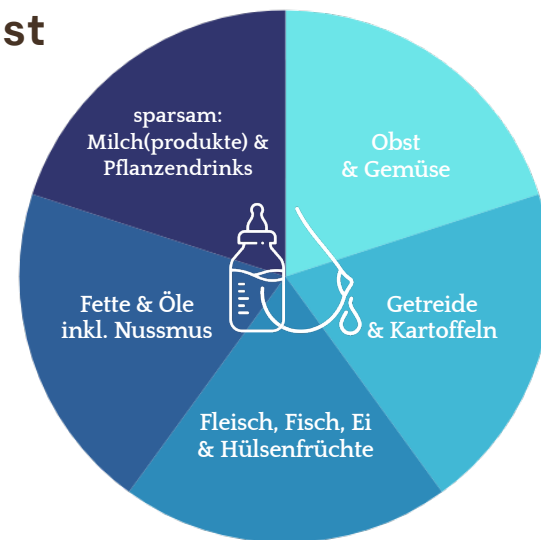 st
sparsam:
Milch(produkte) &
Pflanzendrinks
Obst
& Gemüse
Fette & Öle
inkl. Nussmus
Getreide
& Kartoffeln
Fleisch, Fisch, Ei
& Hülsenfrüchte